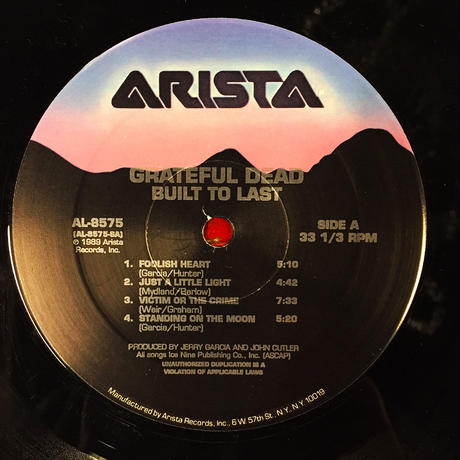 ARISTA
GRATEFUL DEAD
BUILT TO LAST
AL-8575
(AL-8575-SA)
℗ 1989 Arista
Records, Inc.
SIDE A
33 1/3 RPM
1. FOOLISH HEART 5:10
(Garcia/Hunter)
2. JUST A LITTLE LIGHT 4:42
(Mydland/Barlow)
3. VICTIM OR THE CRIME 7:33
(Weir/Graham)
4. STANDING ON THE MOON 5:20
(Garcia/Hunter)
PRODUCED BY JERRY GARCIA AND JOHN CUTLER
All songs Ice Nine Publishing Co., Inc. (ASCAP)
UNAUTHORIZED DUPLICATION IS A
VIOLATION OF APPLICABLE LAWS
Manufactured by Arista Records, Inc., 6 W 57th St., N.Y., N.Y. 10019